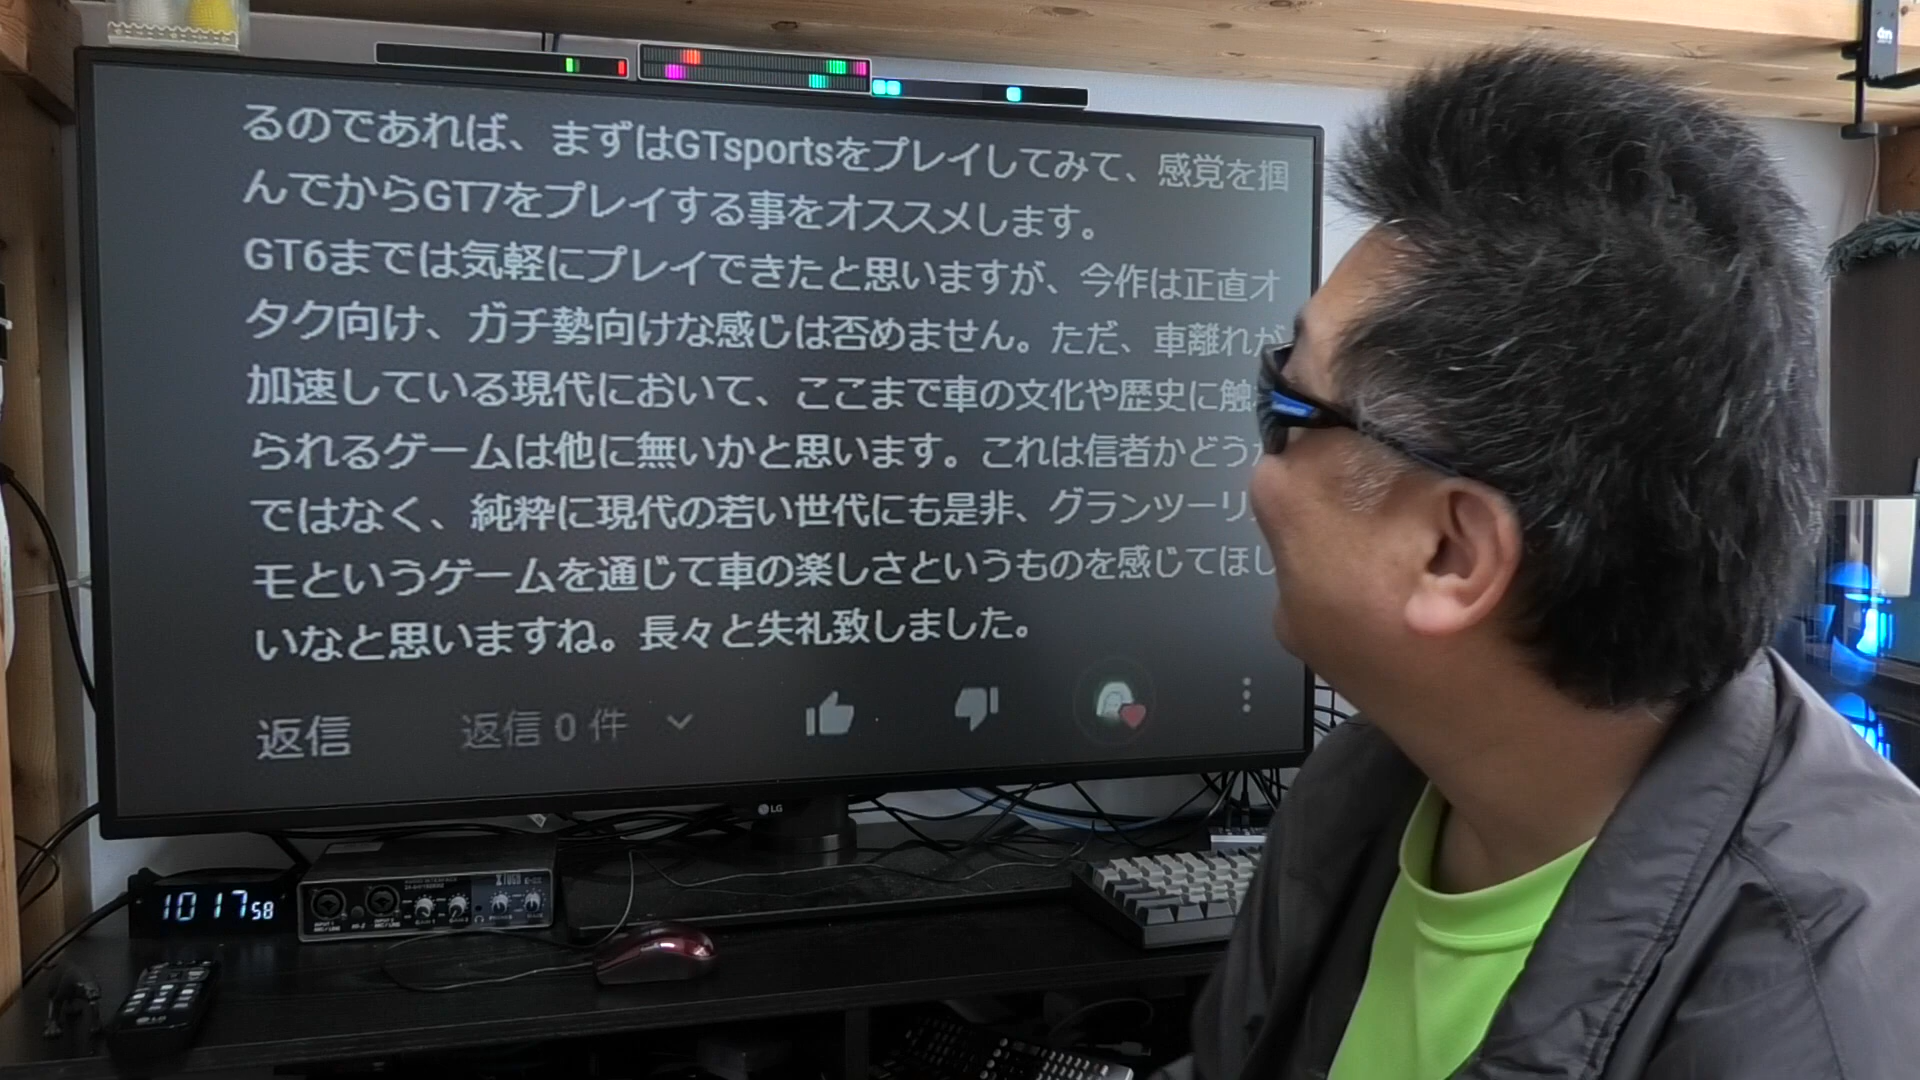 るのであれば、まずはGTsportsをプレイしてみて、感覚を掴
んでからGT7をプレイする事をオススメします。
GT6までは気軽にプレイできたと思いますが、今作は正直オ
タク向け、ガチ勢向けな感じは否めません。ただ、車離れが
加速している現代において、ここまで車の文化や歴史に触
られるゲームは他に無いかと思います。これは信者かどうか
ではなく、純粋に現代の若い世代にも是非、グランツーリ
モというゲームを通じて車の楽しさというものを感じてほし
いなと思いますね。長々と失礼致しました。
返信 返信 0 件
LG
10 17 58